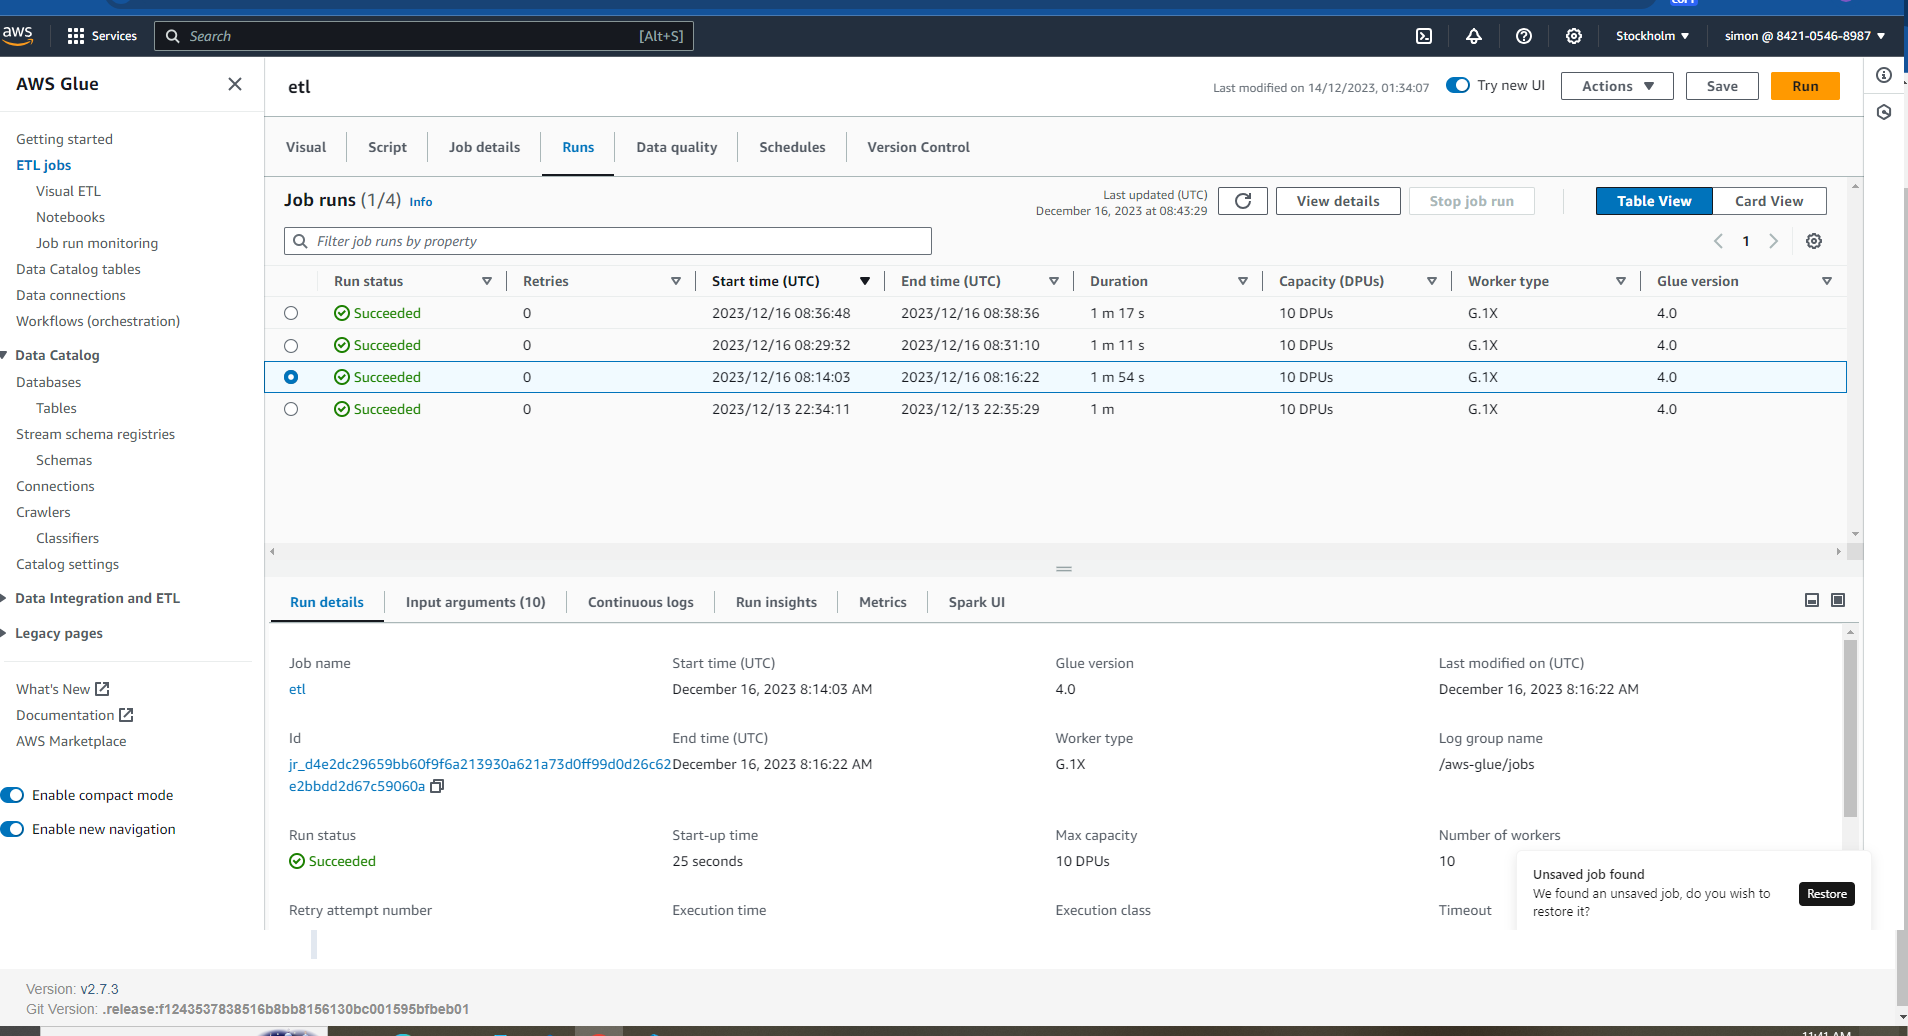 aws
Services
Search
[Alt+S]
Stockholm
simon @ 8421-0546-8987
AWS Glue
Getting started
ETL jobs
Visual ETL
Notebooks
Job run monitoring
Data Catalog tables
Data connections
Workflows (orchestration)
Data Catalog
Databases
Tables
Stream schema registries
Schemas
Connections
Crawlers
Classifiers
Catalog settings
Data Integration and ETL
Legacy pages
What's New
Documentation
AWS Marketplace
Enable compact mode
Enable new navigation
etl
Last modified on 14/12/2023, 01:34:07
Try new UI
Actions
Save
Run
Visual
Script
Job details
Runs
Data quality
Schedules
Version Control
Job runs (1/4) Info
Last updated (UTC)
December 16, 2023 at 08:43:29
View details
Stop job run
Table View
Card View
Filter job runs by property
1
Run status Retries Start time (UTC) End time (UTC) Duration Capacity (DPUs) Worker type Glue version
Succeeded 0 2023/12/16 08:36:48 2023/12/16 08:38:36 1 m 17 s 10 DPUs G.1X 4.0
Succeeded 0 2023/12/16 08:29:32 2023/12/16 08:31:10 1 m 11 s 10 DPUs G.1X 4.0
Succeeded 0 2023/12/16 08:14:03 2023/12/16 08:16:22 1 m 54 s 10 DPUs G.1X 4.0
Succeeded 0 2023/12/13 22:34:11 2023/12/13 22:35:29 1 m 10 DPUs G.1X 4.0
Run details
Input arguments (10)
Continuous logs
Run insights
Metrics
Spark UI
Job name
etl
Start time (UTC)
December 16, 2023 8:14:03 AM
Glue version
4.0
Last modified on (UTC)
December 16, 2023 8:16:22 AM
Id
jr_d4e2dc29659bb60f9f6a213930a621a73d0ff99d0d26c62
e2bbdd2d67c59060a
End time (UTC)
December 16, 2023 8:16:22 AM
Worker type
G.1X
Log group name
/aws-glue/jobs
Run status
Succeeded
Start-up time
25 seconds
Max capacity
10 DPUs
Number of workers
10
Retry attempt number
Execution time
Execution class
Timeout
Unsaved job found
We found an unsaved job, do you wish to
restore it?
Restore
Version: v2.7.3
Git Version: .release:f1243537838516b8bb8156130bc001595bfbeb01
11:41 AM